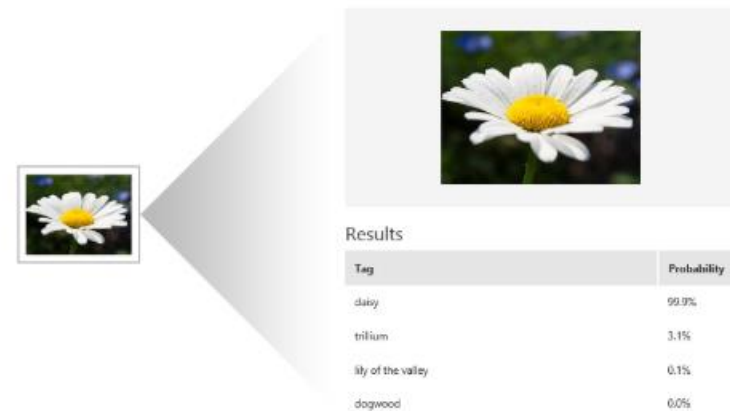 Results
Tag Probability
daisy 99.9%
trillium 3.1%
lily of the valley 0.1%
dogwood 0.0%